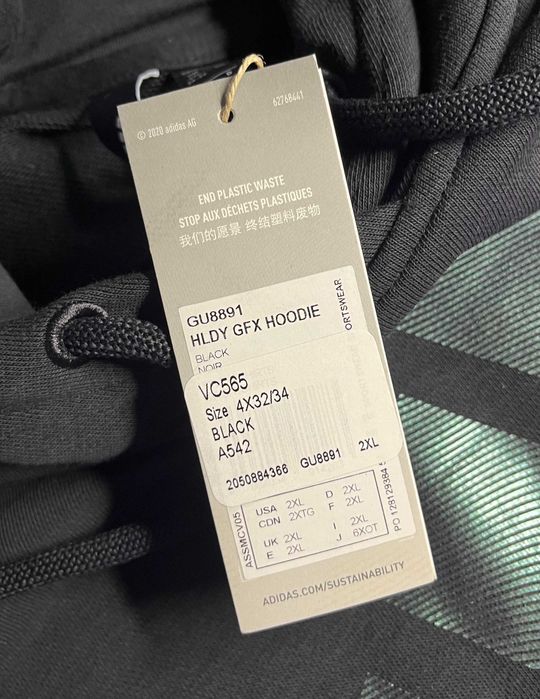 © 2020 adidas AG
62768441
END PLASTIC WASTE
STOP AUX DÉCHETS PLASTIQUES
我们的愿景 终结塑料废物
GU8891
HLDY GFX HOODIE
BLACK
NOIR
ORTSWEAR
VC565
Size 4X32/34
BLACK
A542
2050884366 GU8891 2XL
ASSMCV05
USA 2XL D 2XL
CDN 2XTG F 2XL
UK 2XL I 2XL
E 2XL J 6XOT
PO 128129384
ADIDAS.COM/SUSTAINABILITY